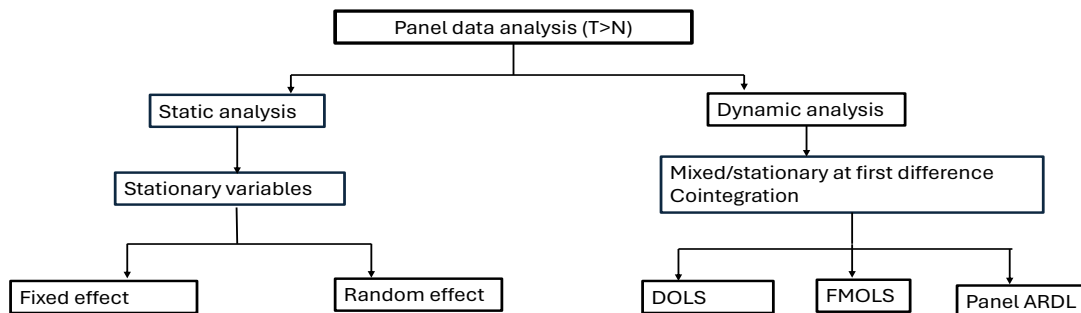 Panel data analysis (T>N)
Static analysis
Dynamic analysis
Stationary variables
Mixed/stationary at first difference
Cointegration
Fixed effect
Random effect
DOLS
FMOLS
Panel ARDL